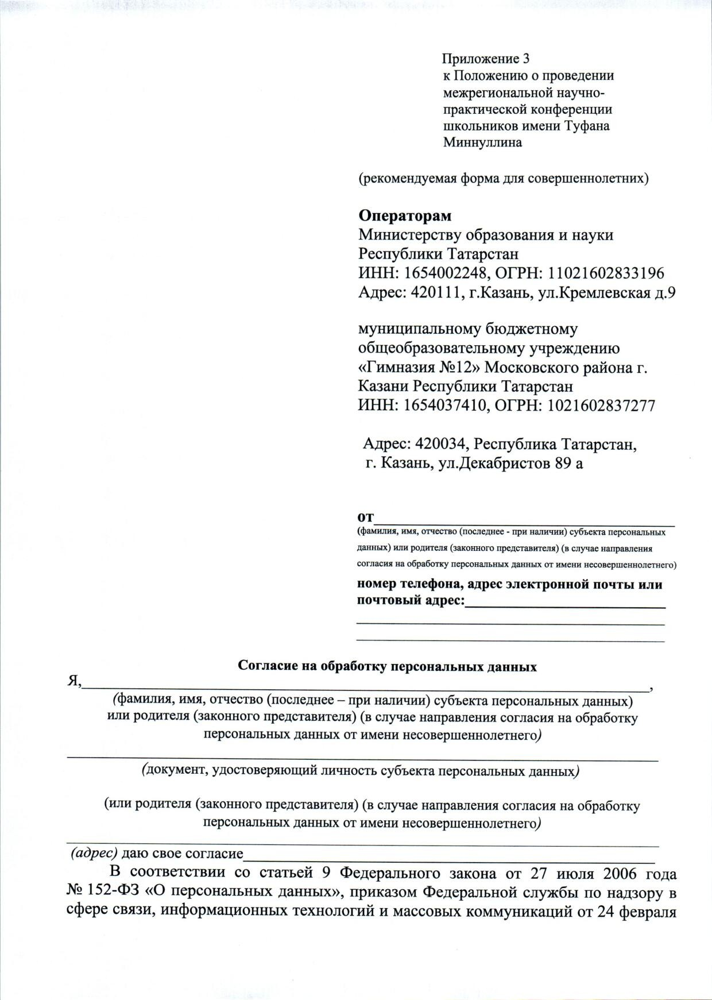 Приложение 3
к Положению о проведении
межрегиональной научно-
практической конференции
школьников имени Туфана
Миннуллина
(рекомендуемая форма для совершеннолетних)
Операторам
Министерству образования и науки
Республики Татарстан
ИНН: 1654002248, ОГРН: 11021602833196
Адрес: 420111, г.Казань, ул.Кремлевская д.9
муниципальному бюджетному
общеобразовательному учреждению
«Гимназия №12» Московского района г.
Казани Республики Татарстан
ИНН: 1654037410, ОГРН: 1021602837277
Адрес: 420034, Республика Татарстан,
г. Казань, ул.Декабристов 89 а
от
(фамилия, имя, отчество (последнее - при наличии) субъекта персональных
данных) или родителя (законного представителя) (в случае направления
согласия на обработку персональных данных от имени несовершеннолетнего)
номер телефона, адрес электронной почты или
почтовый адрес:
Согласие на обработку персональных данных
Я,                    ,
(фамилия, имя, отчество (последнее – при наличии) субъекта персональных данных)
или родителя (законного представителя) (в случае направления согласия на обработку
персональных данных от имени несовершеннолетнего)
(документ, удостоверяющий личность субъекта персональных данных)
(или родителя (законного представителя) (в случае направления согласия на обработку
персональных данных от имени несовершеннолетнего)
(адрес) даю свое согласие
В соответствии со статьей 9 Федерального закона от 27 июля 2006 года
№ 152-ФЗ «О персональных данных», приказом Федеральной службы по надзору в
сфере связи, информационных технологий и массовых коммуникаций от 24 февраля